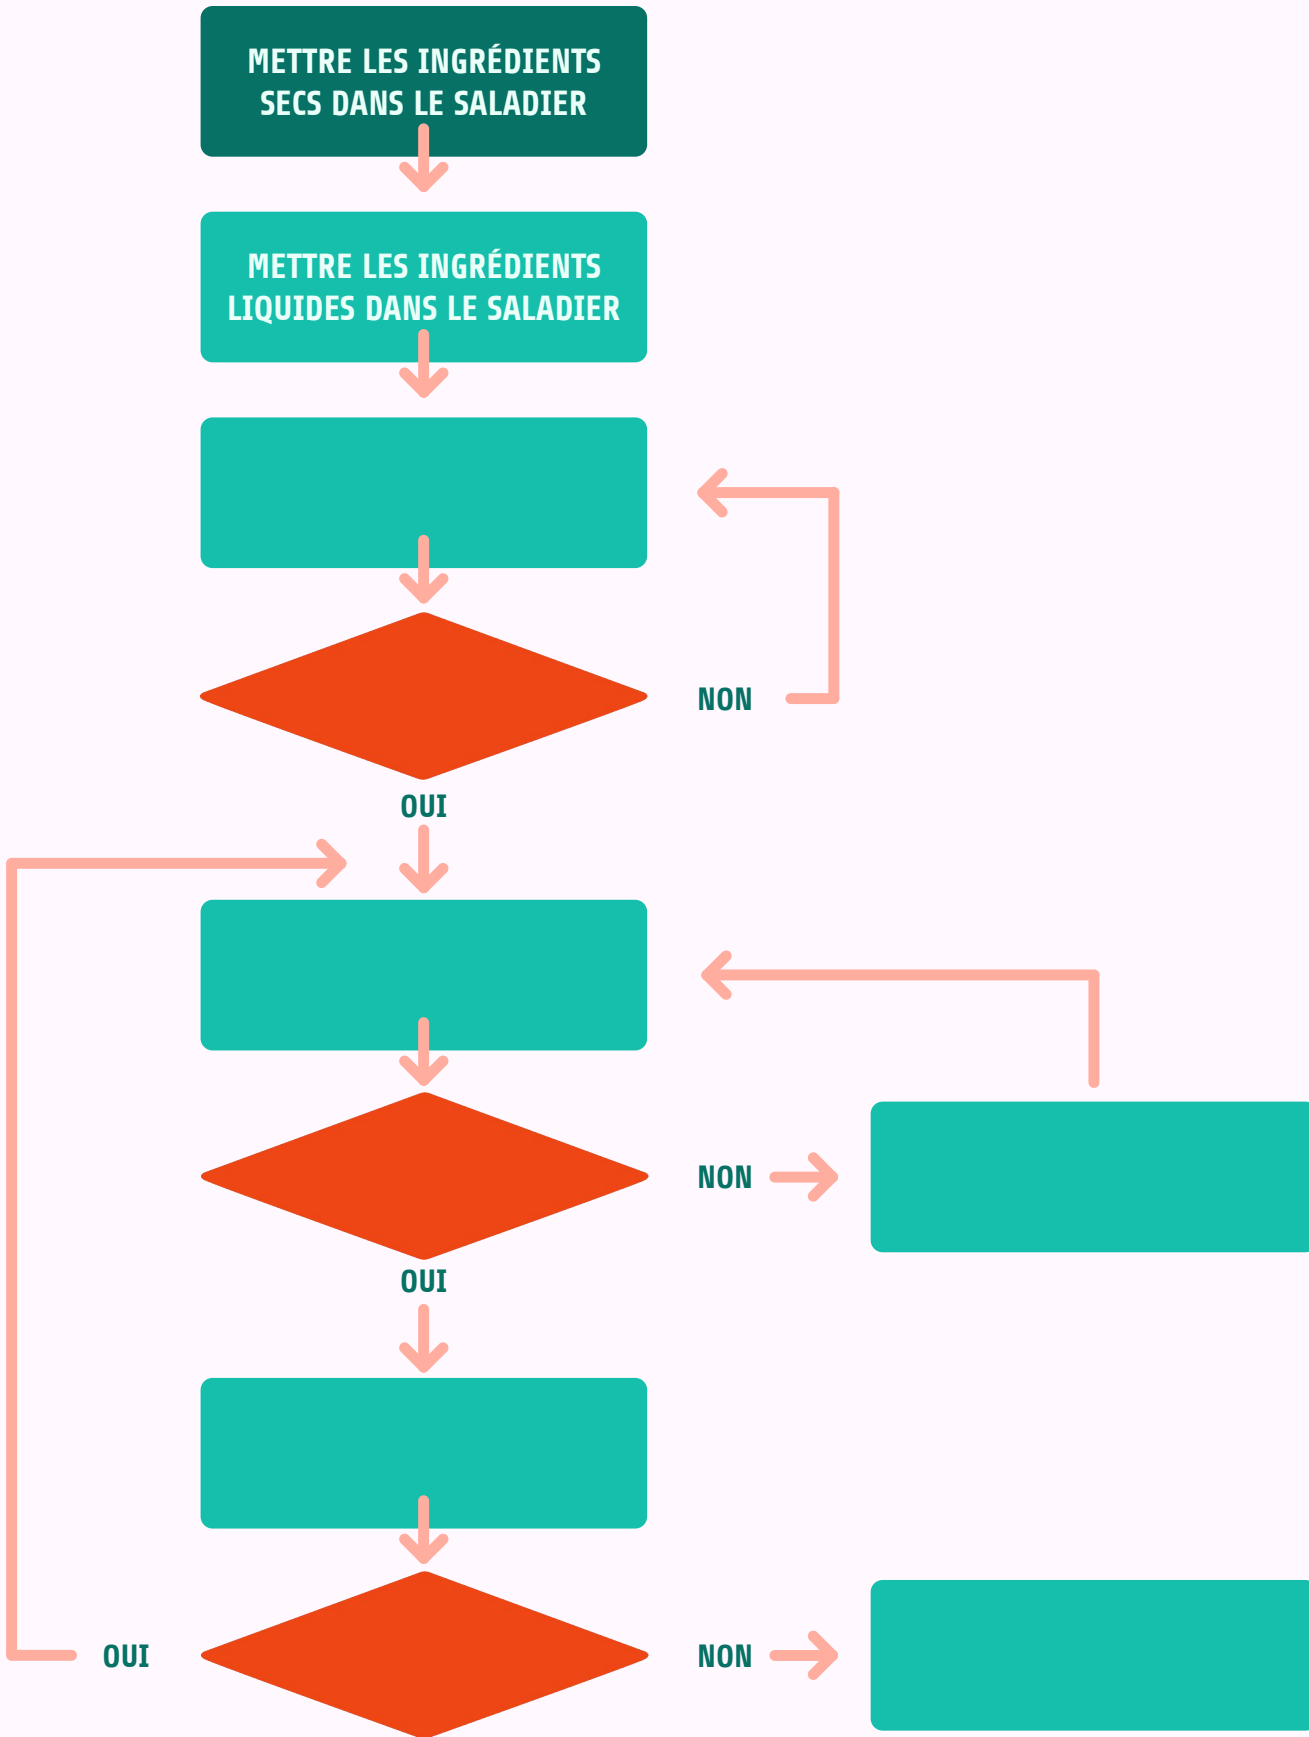 METTRE LES INGRÉDIENTS
SECS DANS LE SALADIER
METTRE LES INGRÉDIENTS
LIQUIDES DANS LE SALADIER
NON
OUI
NON
OUI
OUI
NON